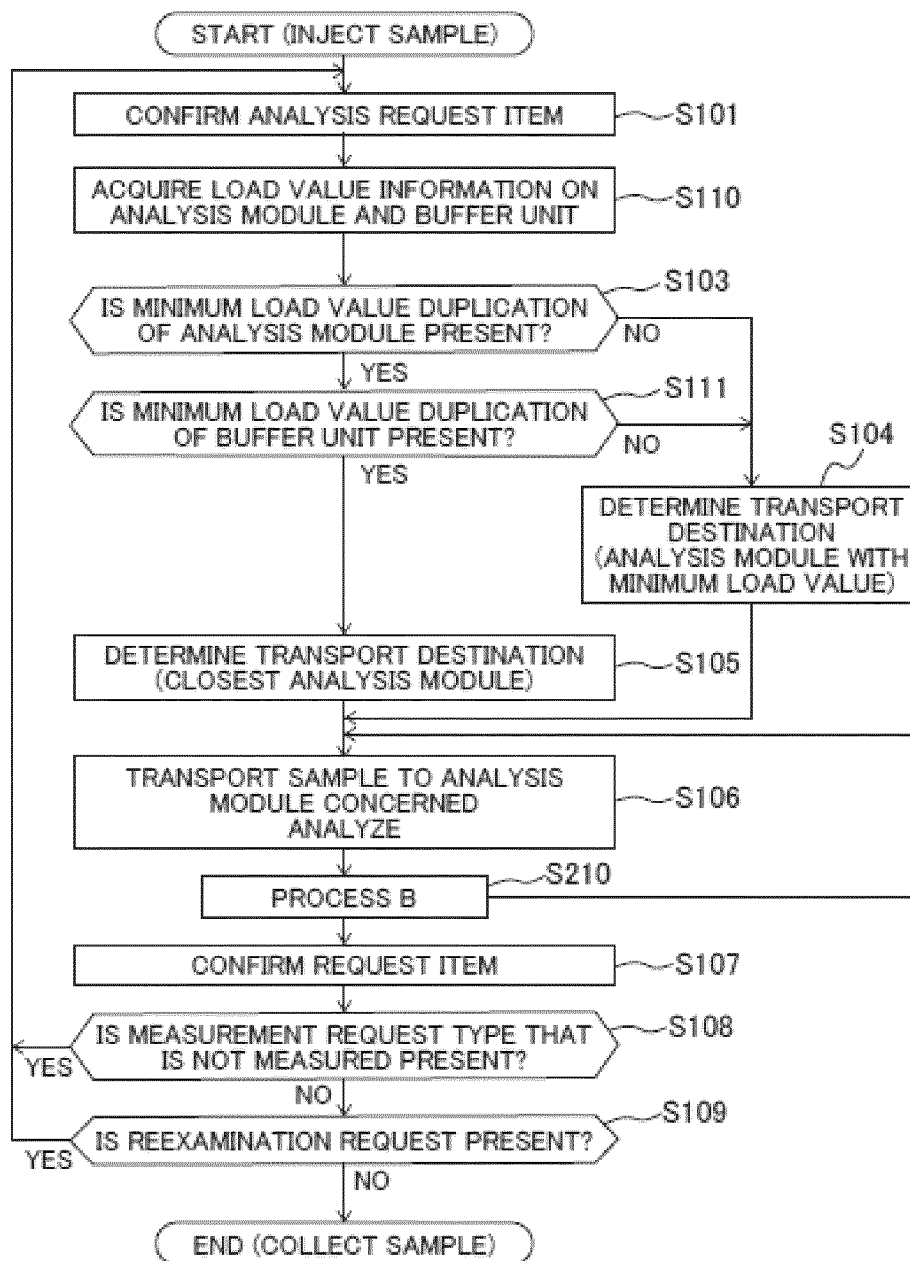 START (INJECT SAMPLE)
CONFIRM ANALYSIS REQUEST ITEM
S101
ACQUIRE LOAD VALUE INFORMATION ON
ANALYSIS MODULE AND BUFFER UNIT
S110
IS MINIMUM LOAD VALUE DUPLICATION
OF ANALYSIS MODULE PRESENT?
S103
NO
YES
IS MINIMUM LOAD VALUE DUPLICATION
OF BUFFER UNIT PRESENT?
S111
NO
YES
S104
DETERMINE TRANSPORT
DESTINATION
(ANALYSIS MODULE WITH
MINIMUM LOAD VALUE)
DETERMINE TRANSPORT DESTINATION
(CLOSEST ANALYSIS MODULE)
S105
TRANSPORT SAMPLE TO ANALYSIS
MODULE CONCERNED
ANALYZE
S106
PROCESS B
S210
CONFIRM REQUEST ITEM
S107
IS MEASUREMENT REQUEST TYPE THAT
IS NOT MEASURED PRESENT?
S108
YES
NO
IS REEXAMINATION REQUEST PRESENT?
S109
YES
NO
END (COLLECT SAMPLE)